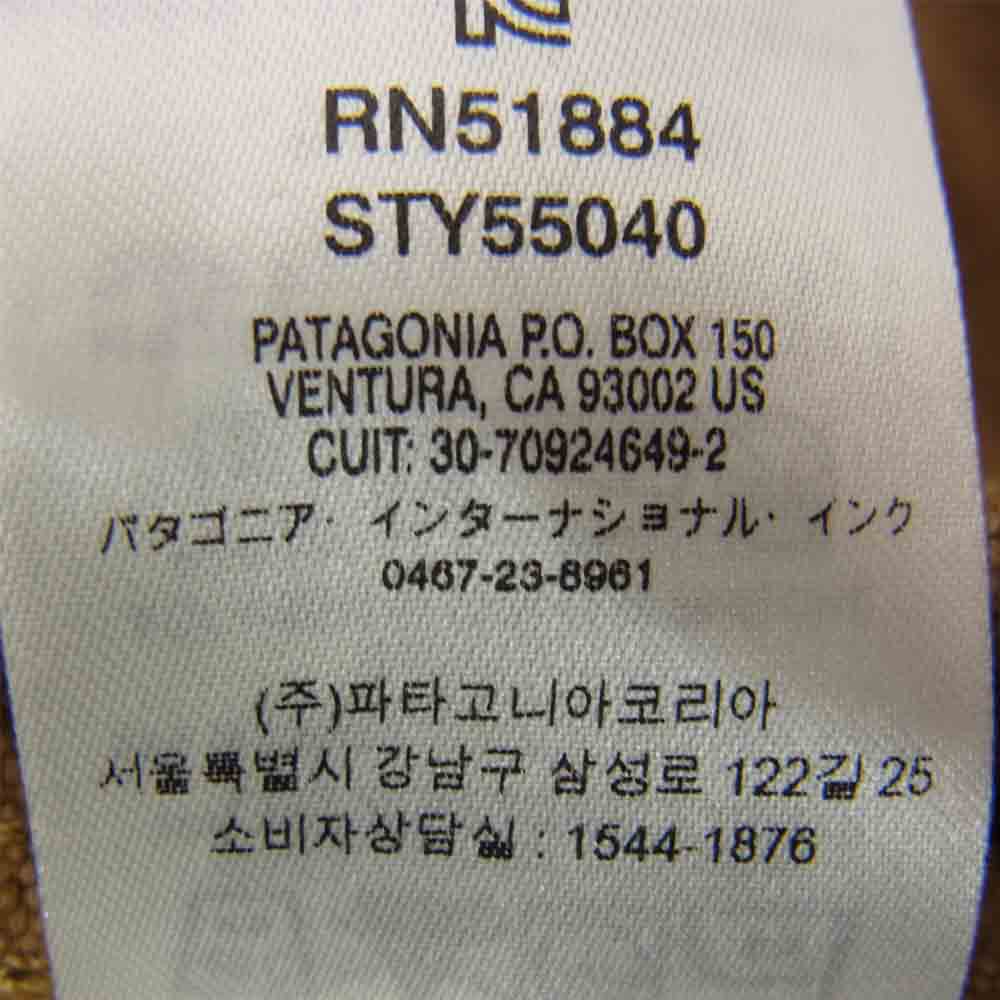 RN51884
STY55040
PATAGONIA P.O. BOX 150
VENTURA, CA 93002 US
CUIT: 30-70924649-2
パタゴニア・インターナショナル・インク
0467-23-8961
(주)파타고니아코리아
서울특별시 강남구 삼성로 122길 25
소비자상담실 : 1544-1876